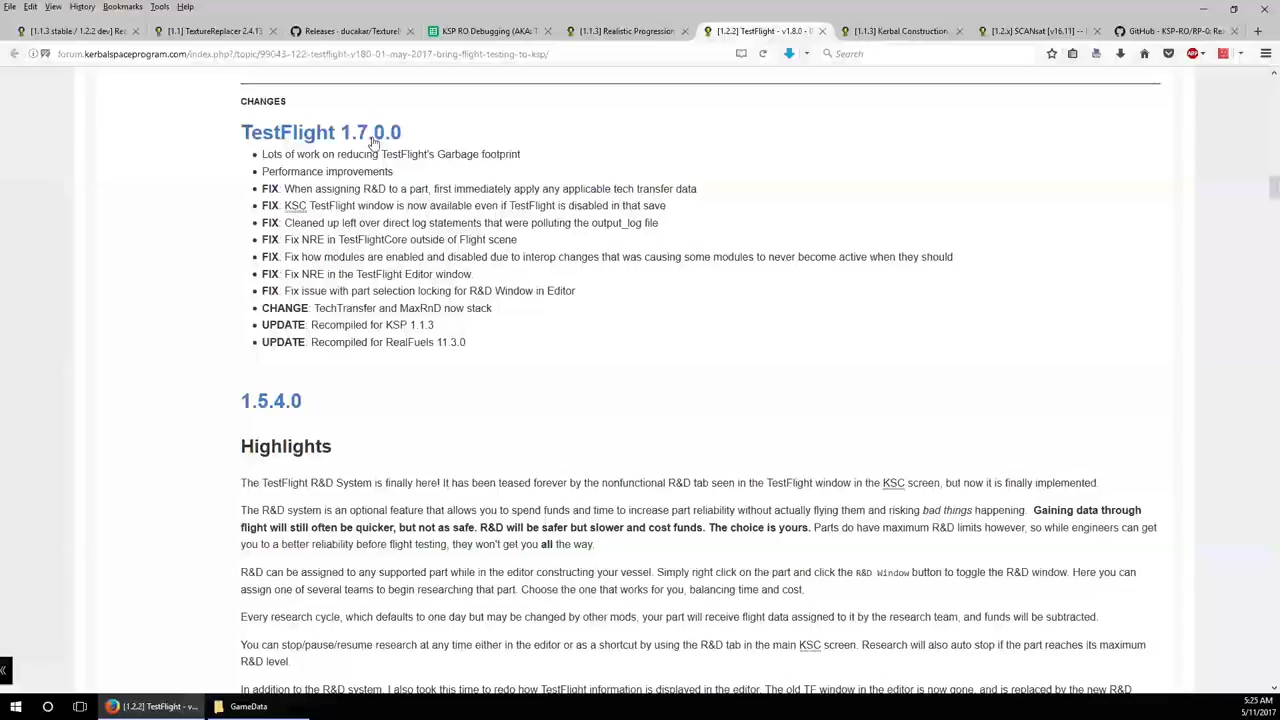 File Edit View History Bookmarks Tools Help
[1.1.3 stable / 1.2.2 dev] Rea
[1.1] TextureReplacer 2.4.13
Releases · ducakar/TextureR
KSP RO Debugging (AKA: T
[1.1.3] Realistic Progression
[1.2.2] TestFlight - v1.8.0 - 0
[1.1.3] Kerbal Construction
[1.2.x] SCANsat [v16.11] --
GitHub - KSP-RO/RP-0: Rea
forum.kerbalspaceprogram.com/index.php?/topic/99043-122-testflight-v180-01-may-2017-bring-flight-testing-to-ksp/
Search
ABP
CHANGES
TestFlight 1.7.0.0
Lots of work on reducing TestFlight's Garbage footprint
Performance improvements
FIX: When assigning R&D to a part, first immediately apply any applicable tech transfer data
FIX: KSC TestFlight window is now available even if TestFlight is disabled in that save
FIX: Cleaned up left over direct log statements that were polluting the output_log file
FIX: Fix NRE in TestFlightCore outside of Flight scene
FIX: Fix how modules are enabled and disabled due to interop changes that was causing some modules to never become active when they should
FIX: Fix NRE in the TestFlight Editor window.
FIX: Fix issue with part selection locking for R&D Window in Editor
CHANGE: TechTransfer and MaxRnD now stack
UPDATE: Recompiled for KSP 1.1.3
UPDATE: Recompiled for RealFuels 11.3.0
1.5.4.0
Highlights
The TestFlight R&D System is finally here! It has been teased forever by the nonfunctional R&D tab seen in the TestFlight window in the KSC screen, but now it is finally implemented.
The R&D system is an optional feature that allows you to spend funds and time to increase part reliability without actually flying them and risking bad things happening. Gaining data through
flight will still often be quicker, but not as safe. R&D will be safer but slower and cost funds. The choice is yours. Parts do have maximum R&D limits however, so while engineers can get
you to a better reliability before flight testing, they won't get you all the way.
R&D can be assigned to any supported part while in the editor constructing your vessel. Simply right click on the part and click the R&D Window button to toggle the R&D window. Here you can
assign one of several teams to begin researching that part. Choose the one that works for you, balancing time and cost.
Every research cycle, which defaults to one day but may be changed by other mods, your part will receive flight data assigned to it by the research team, and funds will be subtracted.
You can stop/pause/resume research at any time either in the editor or as a shortcut by using the R&D tab in the main KSC screen. Research will also auto stop if the part reaches its maximum
R&D level.
In addition to the R&D system, I also took this time to redo how TestFlight information is displayed in the editor. The old TF window in the editor is now gone, and is replaced by the new R&D
[1.2.2] TestFlight - v...
GameData
5:25 AM
5/11/2017